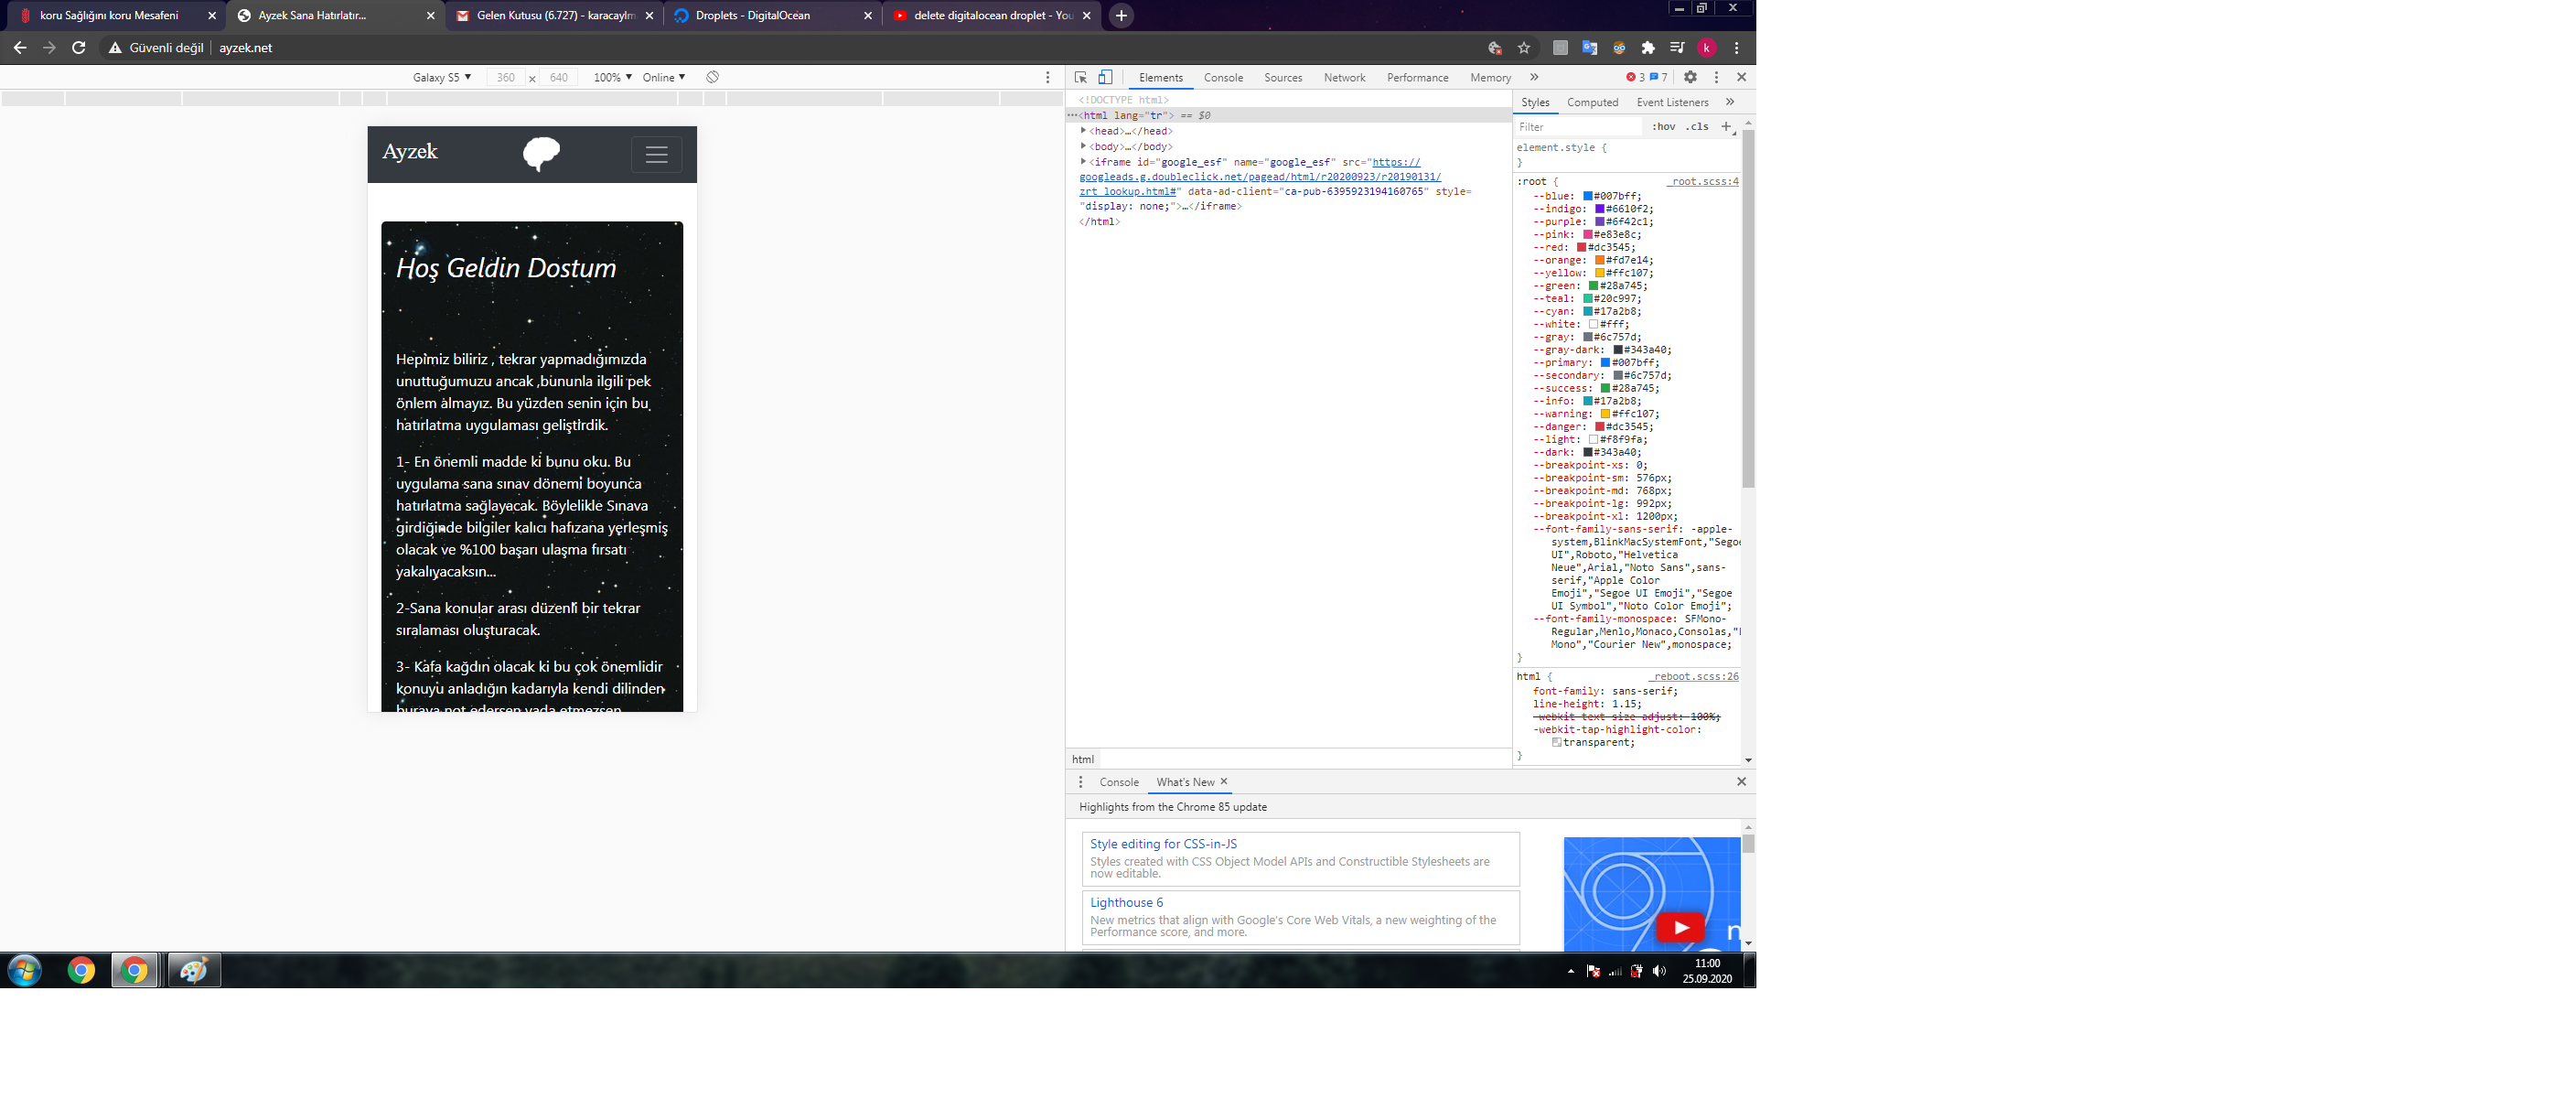 koru Sağlığını koru Mesafeni
Ayzek Sana Hatırlatır...
Gelen Kutusu (6.727) - karacaylm
Droplets - DigitalOcean
delete digitalocean droplet - You
Güvenli değil
ayzek.net
k
Galaxy S5 ▼ 360 x 640 100% ▼ Online ▼
Elements Console Sources Network Performance Memory » 3 7
Ayzek
Hoş Geldin Dostum
Hepimiz biliriz , tekrar yapmadığımızda
unuttuğumuzu ancak ,bununla ilgili pek
önlem almayız. Bu yüzden senin için bu
hatırlatma uygulaması geliştirdik.
1- En önemli madde ki bunu oku. Bu
uygulama sana sınav dönemi boyunca
hatırlatma sağlayacak. Böylelikle Sınava
girdiğinde bilgiler kalıcı hafızana yerleşmiş
olacak ve %100 başarı ulaşma fırsatı
yakalıyacaksın...
2-Sana konular arası düzenli bir tekrar
sıralaması oluşturacak.
3- Kafa kağdın olacak ki bu çok önemlidir
konuyu anladığın kadarıyla kendi dilinden
buraya not edersen yada etmezsen
<!DOCTYPE html>
<html lang="tr"> == $0
<head>…</head>
<body>…</body>
<iframe id="google_esf" name="google_esf" src="https://
googleads.g.doubleclick.net/pagead/html/r20200923/r20190131/
zrt_lookup.html#" data-ad-client="ca-pub-6395923194160765" style=
"display: none;">…</iframe>
</html>
html
Styles Computed Event Listeners »
Filter :hov .cls +
element.style {
}
:root { _root.scss:4
--blue: #007bff;
--indigo: #6610f2;
--purple: #6f42c1;
--pink: #e83e8c;
--red: #dc3545;
--orange: #fd7e14;
--yellow: #ffc107;
--green: #28a745;
--teal: #20c997;
--cyan: #17a2b8;
--white: #fff;
--gray: #6c757d;
--gray-dark: #343a40;
--primary: #007bff;
--secondary: #6c757d;
--success: #28a745;
--info: #17a2b8;
--warning: #ffc107;
--danger: #dc3545;
--light: #f8f9fa;
--dark: #343a40;
--breakpoint-xs: 0;
--breakpoint-sm: 576px;
--breakpoint-md: 768px;
--breakpoint-lg: 992px;
--breakpoint-xl: 1200px;
--font-family-sans-serif: -apple-
system,BlinkMacSystemFont,"Segoe
UI",Roboto,"Helvetica
Neue",Arial,"Noto Sans",sans-
serif,"Apple Color
Emoji","Segoe UI Emoji","Segoe
UI Symbol","Noto Color Emoji";
--font-family-monospace: SFMono-
Regular,Menlo,Monaco,Consolas,"
Mono","Courier New",monospace;
}
html { _reboot.scss:26
font-family: sans-serif;
line-height: 1.15;
-webkit-text-size-adjust: 100%;
-webkit-tap-highlight-color:
transparent;
}
Console What's New
Highlights from the Chrome 85 update
Style editing for CSS-in-JS
Styles created with CSS Object Model APIs and Constructible Stylesheets are
now editable.
Lighthouse 6
New metrics that align with Google's Core Web Vitals, a new weighting of the
Performance score, and more.
11:00
25.09.2020